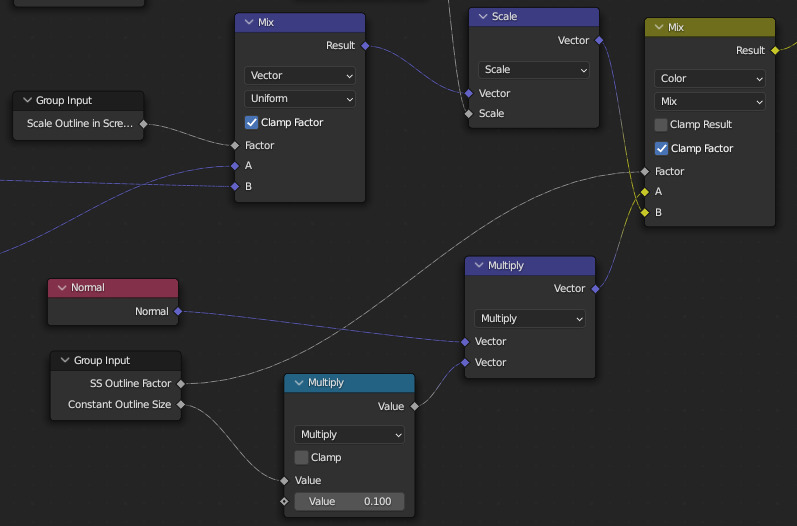 Mix
Result
Vector
Uniform
Clamp Factor
Factor
A
B
Group Input
Scale Outline in Scre...
Scale
Vector
Scale
Vector
Scale
Mix
Result
Color
Mix
Clamp Result
Clamp Factor
Factor
A
B
Normal
Normal
Group Input
SS Outline Factor
Constant Outline Size
Multiply
Value
Multiply
Clamp
Value
Value 0.100
Multiply
Vector
Multiply
Vector
Vector